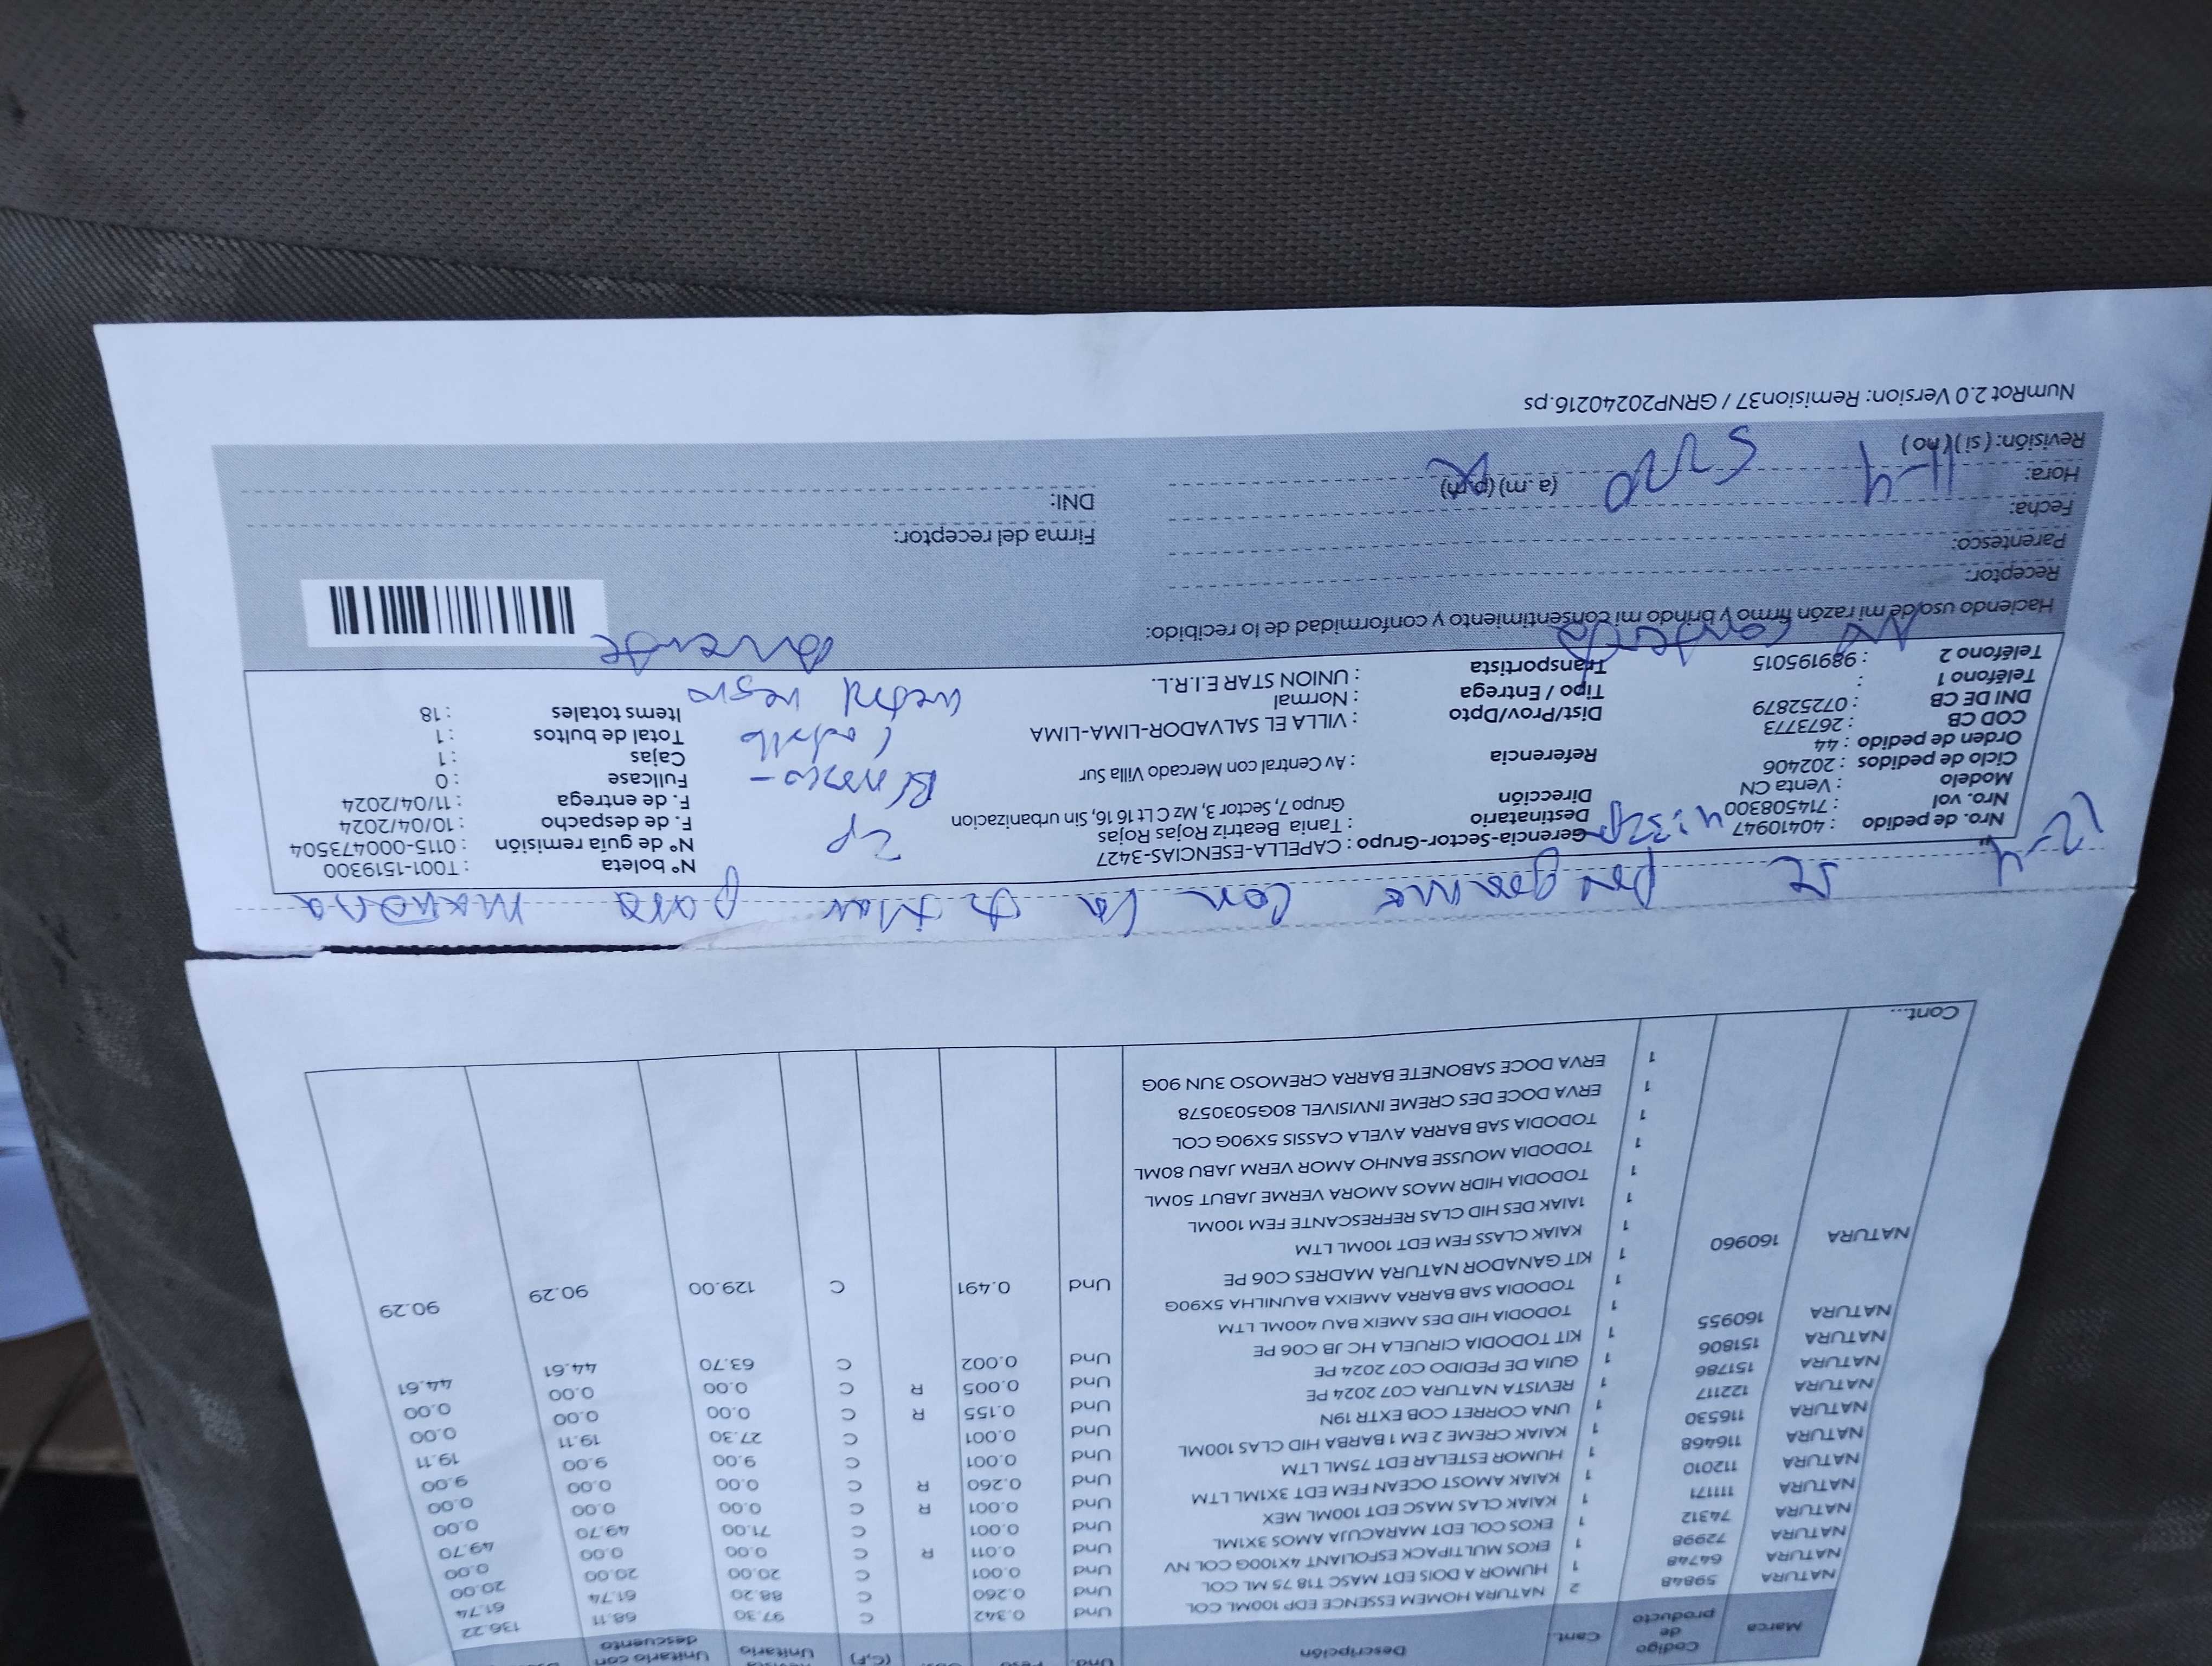 Marca Codigo de producto Cant. Descripción Und. Peso (C,F) Unitario Unitario con descuento
NATURA 59848 2 NATURA HOMEM ESSENCE EDP 100ML COL Und 0.342 C 97.30 68.11 136.22
NATURA 64748 1 HUMOR A DOIS EDT MASC T18 75 ML COL Und 0.260 C 88.20 61.74 61.74
NATURA 72998 1 EKOS MULTIPACK ESFOLIANT 4X100G COL NV Und 0.001 C 20.00 20.00 20.00
NATURA 74312 1 EKOS COL EDT MARACUJA AMOS 3X1ML Und 0.011 R C 0.00 0.00 0.00
NATURA 111171 1 KAIAK CLAS MASC EDT 100ML MEX Und 0.001 C 71.00 49.70 49.70
NATURA 112010 1 KAIAK AMOST OCEAN FEM EDT 3X1ML LTM Und 0.001 R C 0.00 0.00 0.00
NATURA 116468 1 HUMOR ESTELAR EDT 75ML LTM Und 0.260 R C 0.00 0.00 0.00
NATURA 116530 1 KAIAK CREME 2 EM 1 BARBA HID CLAS 100ML Und 0.001 C 9.00 9.00 9.00
NATURA 122117 1 UNA CORRET COB EXTR 19N Und 0.001 C 27.30 19.11 19.11
NATURA 151786 1 REVISTA NATURA C07 2024 PE Und 0.155 R C 0.00 0.00 0.00
NATURA 151806 1 GUIA DE PEDIDO C07 2024 PE Und 0.005 R C 0.00 0.00 0.00
NATURA 160955 1 KIT TODODIA CIRUELA HC JB C06 PE Und 0.002 C 63.70 44.61 44.61
1 TODODIA HID DES AMEIX BAU 400ML LTM
1 TODODIA SAB BARRA AMEIXA BAUNILHA 5X90G
NATURA 160960 1 KIT GANADOR NATURA MADRES C06 PE Und 0.491 C 129.00 90.29 90.29
1 KAIAK CLASS FEM EDT 100ML LTM
1 1AIAK DES HID CLAS REFRESCANTE FEM 100ML
1 TODODIA HIDR MAOS AMORA VERME JABUT 50ML
1 TODODIA MOUSSE BANHO AMOR VERM JABU 80ML
1 TODODIA SAB BARRA AVELA CASSIS 5X90G COL
1 ERVA DOCE DES CREME INVISIVEL 80G5030578
1 ERVA DOCE SABONETE BARRA CREMOSO 3UN 90G
Cont...
12-4 se programe con la titular para mañana
Nro. de pedido : 40410947
Nro. vol : 714508300
Modelo : Venta CN
Ciclo de pedidos : 202406
Orden de pedido : 44
COD CB : 2673773
DNI DE CB : 07252879
Teléfono 1 :
Teléfono 2 : 989195015
4:32p
Gerencia-Sector-Grupo : CAPELLA-ESENCIAS-3427
Destinatario : Tania Beatriz Rojas Rojas
Dirección Grupo 7, Sector 3, Mz C Lt 16 16, Sin urbanizacion
Referencia : Av Central con Mercado Villa Sur
Dist/Prov/Dpto : VILLA EL SALVADOR-LIMA-LIMA
Tipo / Entrega : Normal
Transportista : UNION STAR E.I.R.L.
2p
Blanco -
Ladrillo
metal negro
Nº boleta : T001-1519300
Nº de guía remisión : 0115-000473504
F. de despacho : 10/04/2024
F. de entrega : 11/04/2024
Fullcase : 0
Cajas : 1
Total de bultos : 1
Items totales : 18
No contesta
Haciendo uso de mi razón firmo y brindo mi consentimiento y conformidad de lo recibido:
Receptor:
Parentesco:
Fecha:
Hora: 11-4 (a.m) (p.m)
Revisión: ( si ) ( no )
Firma del receptor:
DNI:
NumRot 2.0 Version: Remision37 / GRNP20240216.ps